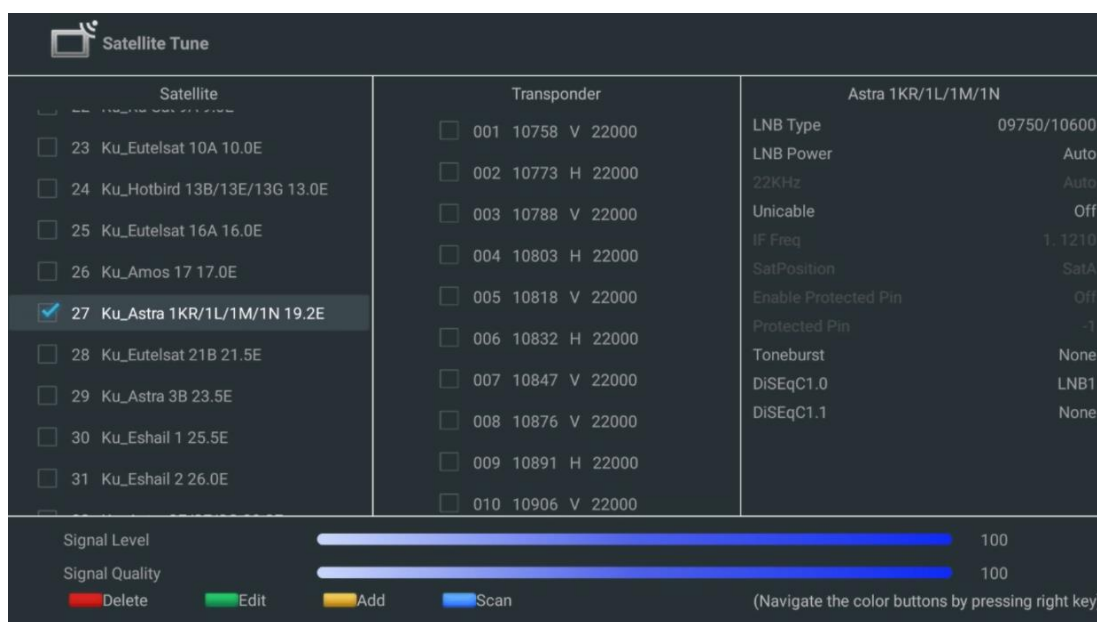 Satellite Tune
Satellite
23 Ku_Eutelsat 10A 10.0E
24 Ku_Hotbird 13B/13E/13G 13.0E
25 Ku_Eutelsat 16A 16.0E
26 Ku_Amos 17 17.0E
27 Ku_Astra 1KR/1L/1M/1N 19.2E
28 Ku_Eutelsat 21B 21.5E
29 Ku_Astra 3B 23.5E
30 Ku_Eshail 1 25.5E
31 Ku_Eshail 2 26.0E
Transponder
001 10758 V 22000
002 10773 H 22000
003 10788 V 22000
004 10803 H 22000
005 10818 V 22000
006 10832 H 22000
007 10847 V 22000
008 10876 V 22000
009 10891 H 22000
010 10906 V 22000
Astra 1KR/1L/1M/1N
LNB Type 09750/10600
LNB Power Auto
22KHz Auto
Unicable Off
IF Freq 1. 1210
SatPosition SatA
Enable Protected Pin Off
Protected Pin -1
Toneburst None
DiSEqC1.0 LNB1
DiSEqC1.1 None
Signal Level 100
Signal Quality 100
Delete Edit Add Scan (Navigate the color buttons by pressing right key